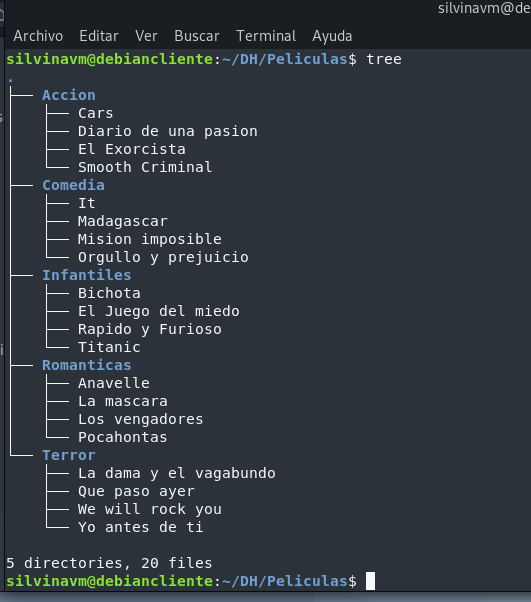 silvinavm@de
Archivo Editar Ver Buscar Terminal Ayuda
silvinavm@debiancliente:~/DH/Peliculas$ tree
.
├── Accion
│   ├── Cars
│   ├── Diario de una pasion
│   ├── El Exorcista
│   └── Smooth Criminal
├── Comedia
│   ├── It
│   ├── Madagascar
│   ├── Mision imposible
│   └── Orgullo y prejuicio
├── Infantiles
│   ├── Bichota
│   ├── El Juego del miedo
│   ├── Rapido y Furioso
│   └── Titanic
├── Romanticas
│   ├── Anavelle
│   ├── La mascara
│   ├── Los vengadores
│   └── Pocahontas
└── Terror
    ├── La dama y el vagabundo
    ├── Que paso ayer
    ├── We will rock you
    └── Yo antes de ti
5 directories, 20 files
silvinavm@debiancliente:~/DH/Peliculas$